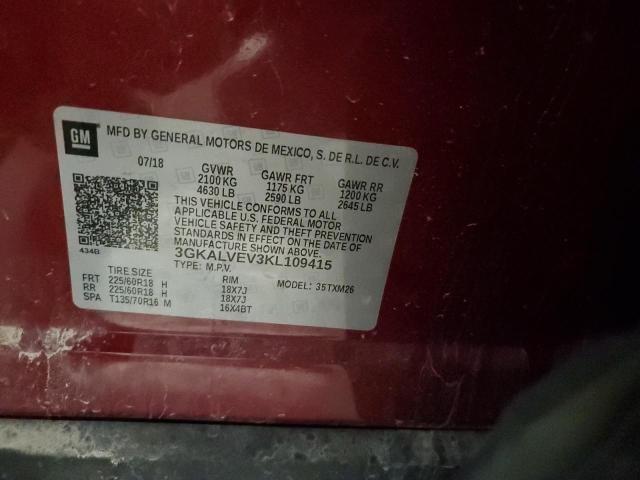 GM MFD BY GENERAL MOTORS DE MEXICO, S. DE R.L. DE C.V.
07/18 GVWR GAWR FRT GAWR RR
2100 KG 1175 KG 1200 KG
4630 LB 2590 LB 2645 LB
THIS VEHICLE CONFORMS TO ALL
APPLICABLE U.S. FEDERAL MOTOR
VEHICLE SAFETY AND THEFT PREVENTION
STANDARDS IN EFFECT ON THE DATE OF
MANUFACTURE SHOWN ABOVE.
434B 3GKALVEV3KL109415
TYPE: M.P.V. MODEL: 35TXM26
TIRE SIZE RIM
FRT 225/60R18 H 18X7J
RR 225/60R18 H 18X7J
SPA T135/70R16 M 16X4BT